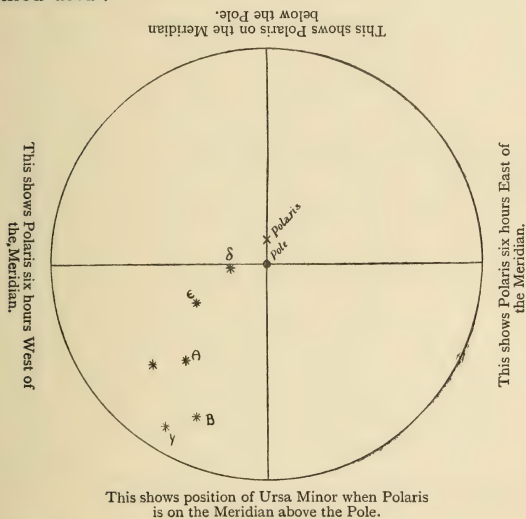 This shows Polaris on the Meridian
below the Pole.
This shows Polaris six hours West of
the, Meridian.
Polaris
Pole
δ
ε
A
B
γ
This shows Polaris six hours East of
the Meridian.
This shows position of Ursa Minor when Polaris
is on the Meridian above the Pole.